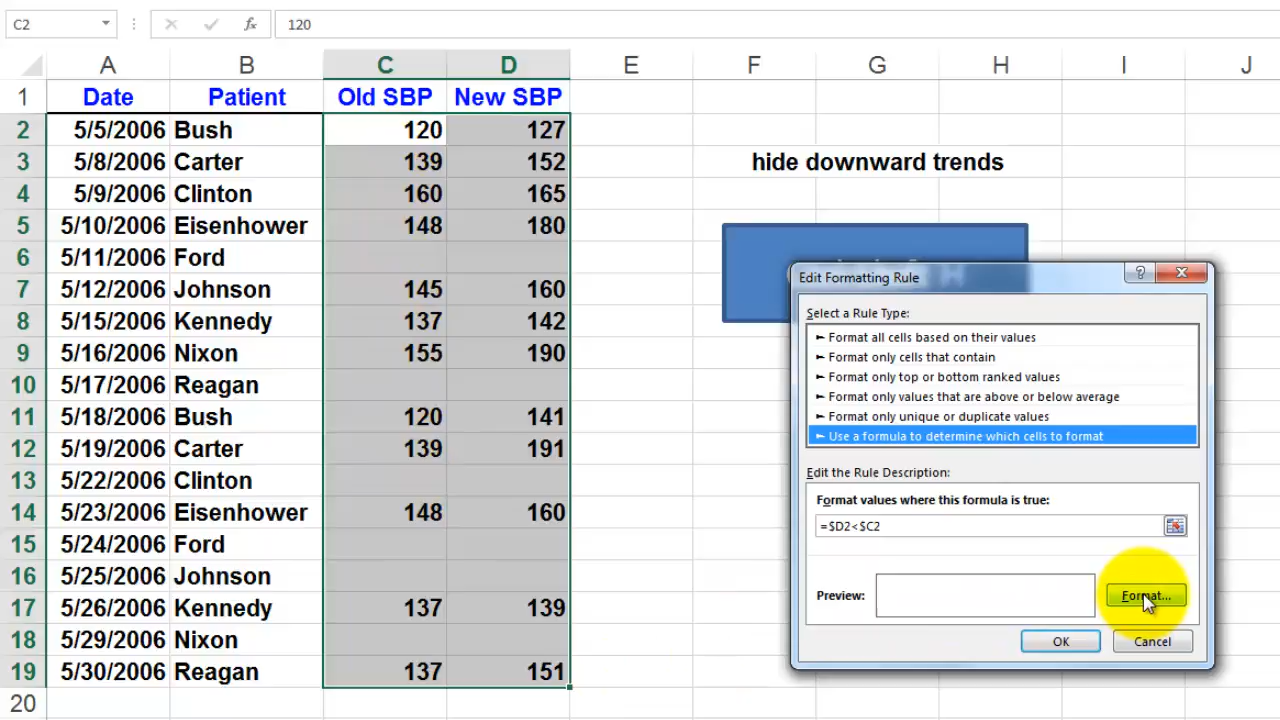 C2 fx 120
A B C D E F G H I J
1 Date Patient Old SBP New SBP
2 5/5/2006 Bush 120 127
3 5/8/2006 Carter 139 152 hide downward trends
4 5/9/2006 Clinton 160 165
5 5/10/2006 Eisenhower 148 180
6 5/11/2006 Ford
7 5/12/2006 Johnson 145 160
8 5/15/2006 Kennedy 137 142
9 5/16/2006 Nixon 155 190
10 5/17/2006 Reagan
11 5/18/2006 Bush 120 141
12 5/19/2006 Carter 139 191
13 5/22/2006 Clinton
14 5/23/2006 Eisenhower 148 160
15 5/24/2006 Ford
16 5/25/2006 Johnson
17 5/26/2006 Kennedy 137 139
18 5/29/2006 Nixon
19 5/30/2006 Reagan 137 151
20
Edit Formatting Rule ?
Select a Rule Type:
► Format all cells based on their values
► Format only cells that contain
► Format only top or bottom ranked values
► Format only values that are above or below average
► Format only unique or duplicate values
► Use a formula to determine which cells to format
Edit the Rule Description:
Format values where this formula is true:
=$D2<$C2
Preview: Format...
OK Cancel